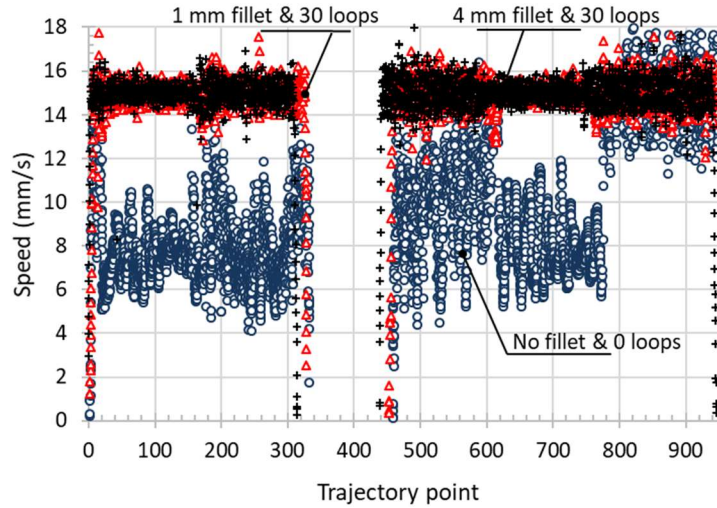 1 mm fillet & 30 loops
4 mm fillet & 30 loops
18
16
14
12
10
8
6
4
2
0
Speed (mm/s)
No fillet & 0 loops
0 100 200 300 400 500 600 700 800 900
Trajectory point